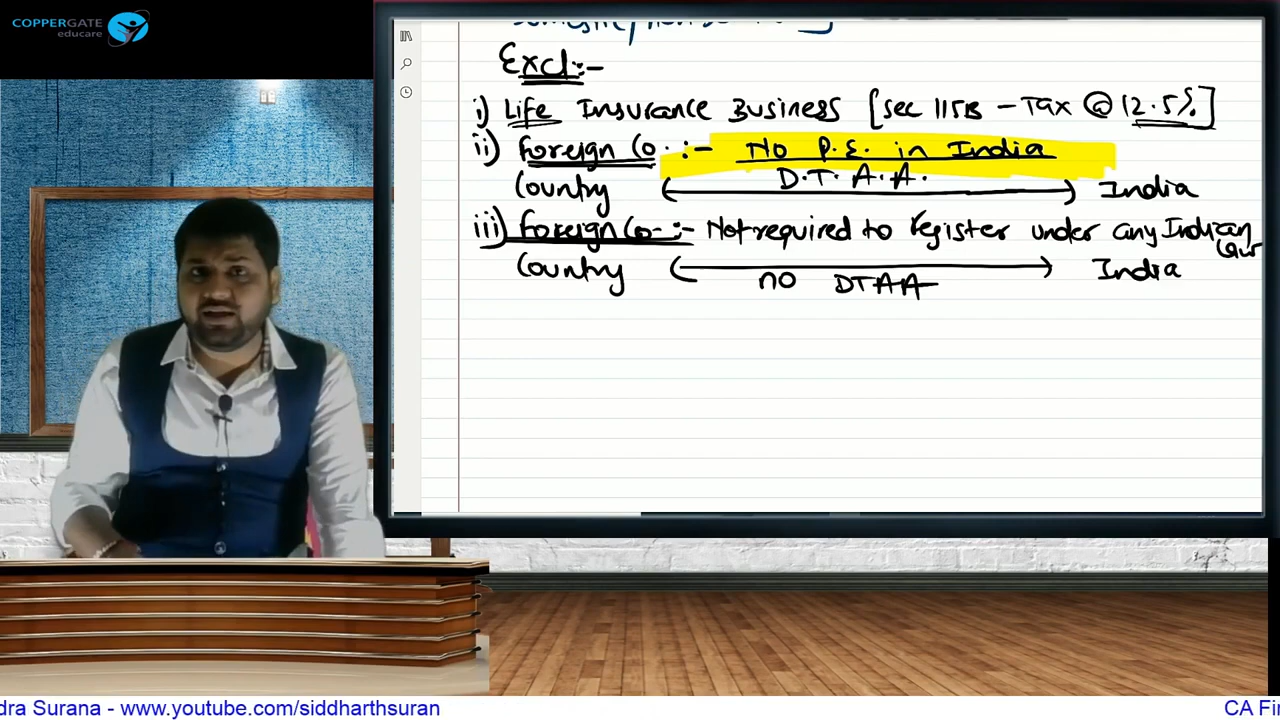 COPPERGATE
educare
Excl:-
i) Life Insurance Business [Sec 115B - Tax @ 12.5%]
ii) Foreign Co. :- No P.E. in India
Country D.T.A.A. India
iii) Foreign Co. :- Not required to register under any Indian
Country no DTAA India
dra Surana - www.youtube.com/siddharthsuran
CA Fin